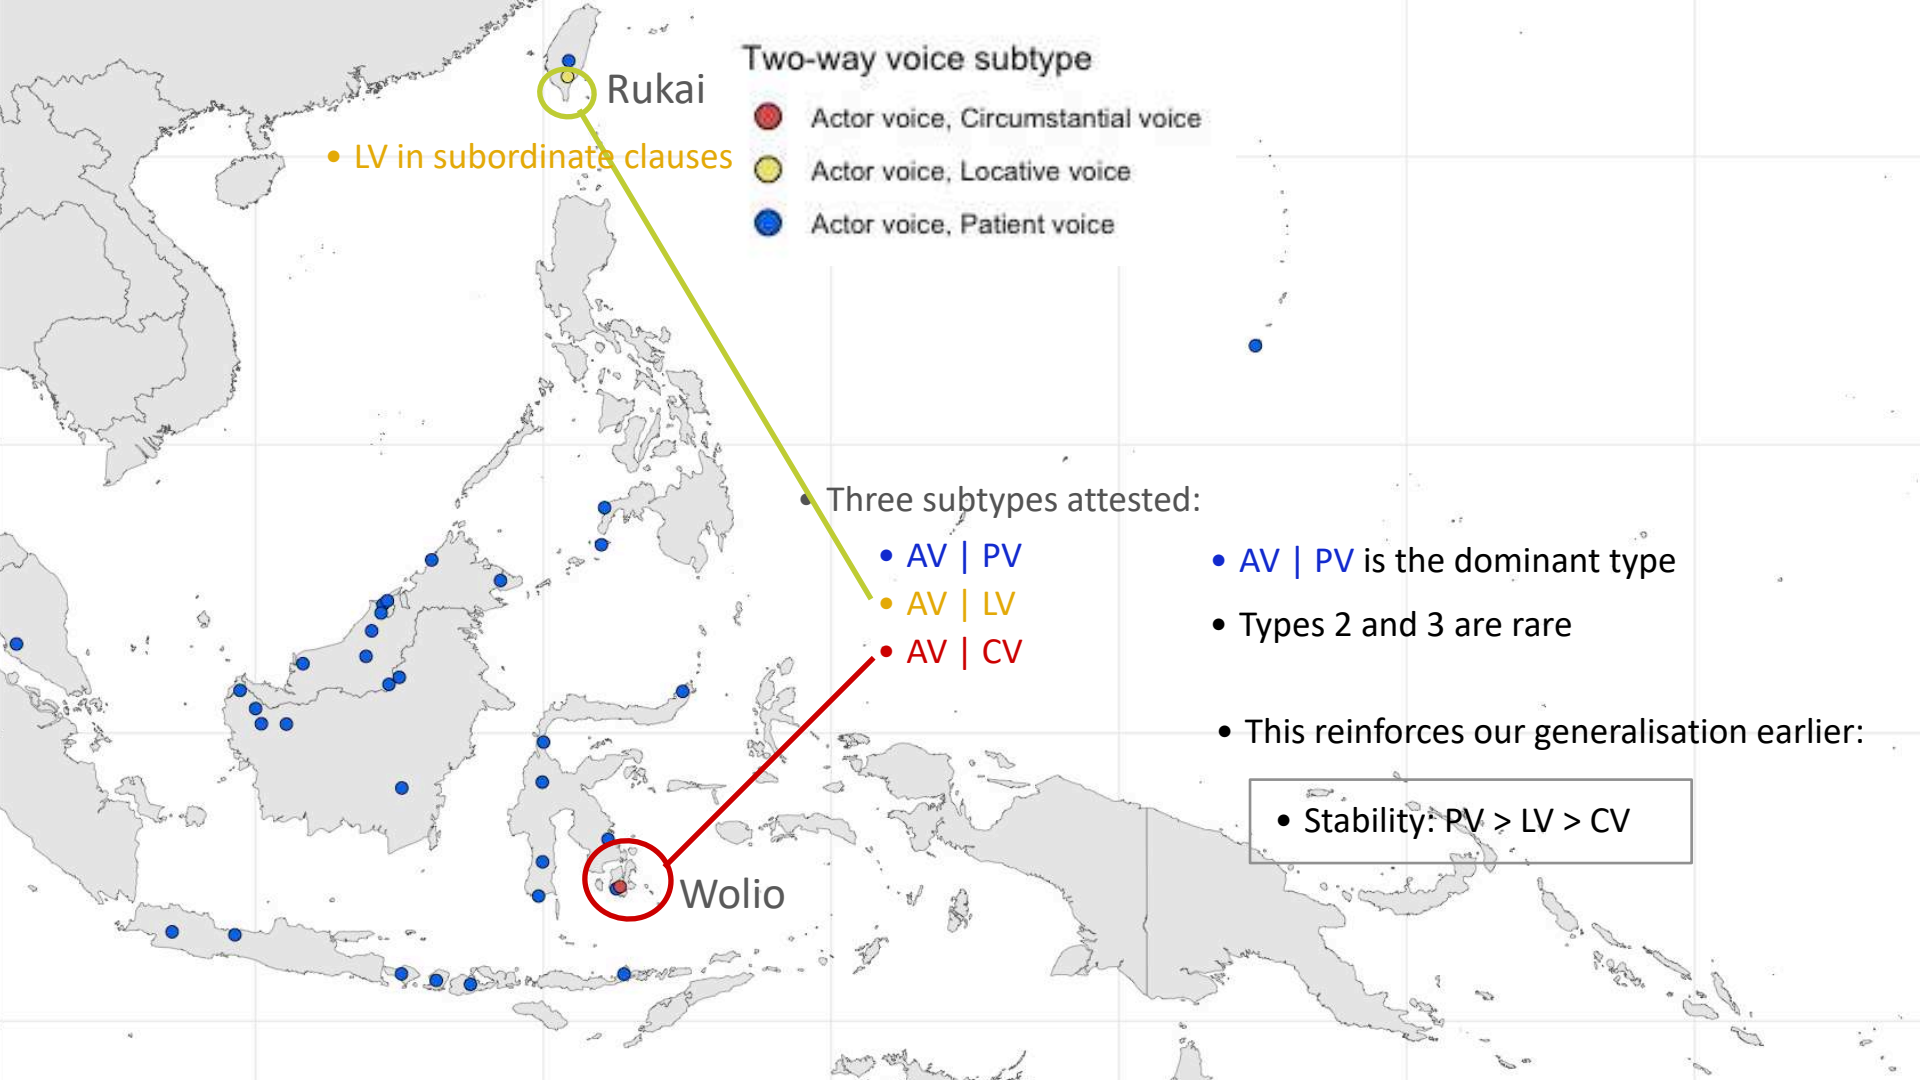 Two-way voice subtype
Rukai
Actor voice, Circumstantial voice
• LV in subordinate clauses
Actor voice, Locative voice
Actor voice, Patient voice
• Three subtypes attested:
• AV | PV
• AV | LV
• AV | CV
• AV | PV is the dominant type
• Types 2 and 3 are rare
• This reinforces our generalisation earlier:
• Stability: PV > LV > CV
Wolio